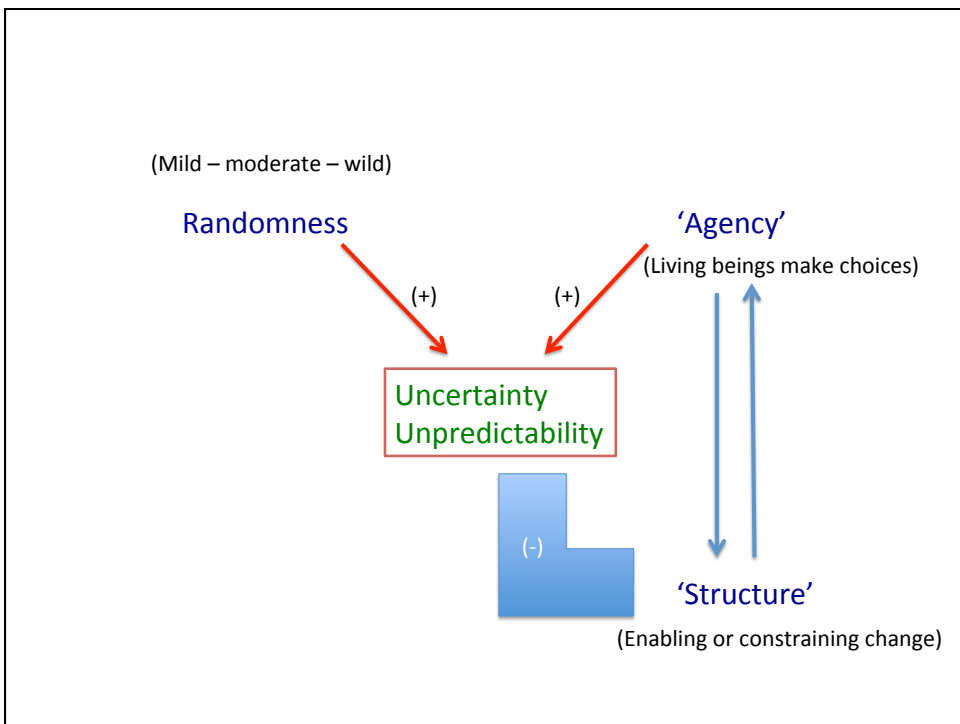 (Mild – moderate – wild)
Randomness
‘Agency’
(Living beings make choices)
(+)
(+)
Uncertainty
Unpredictability
(-)
‘Structure’
(Enabling or constraining change)